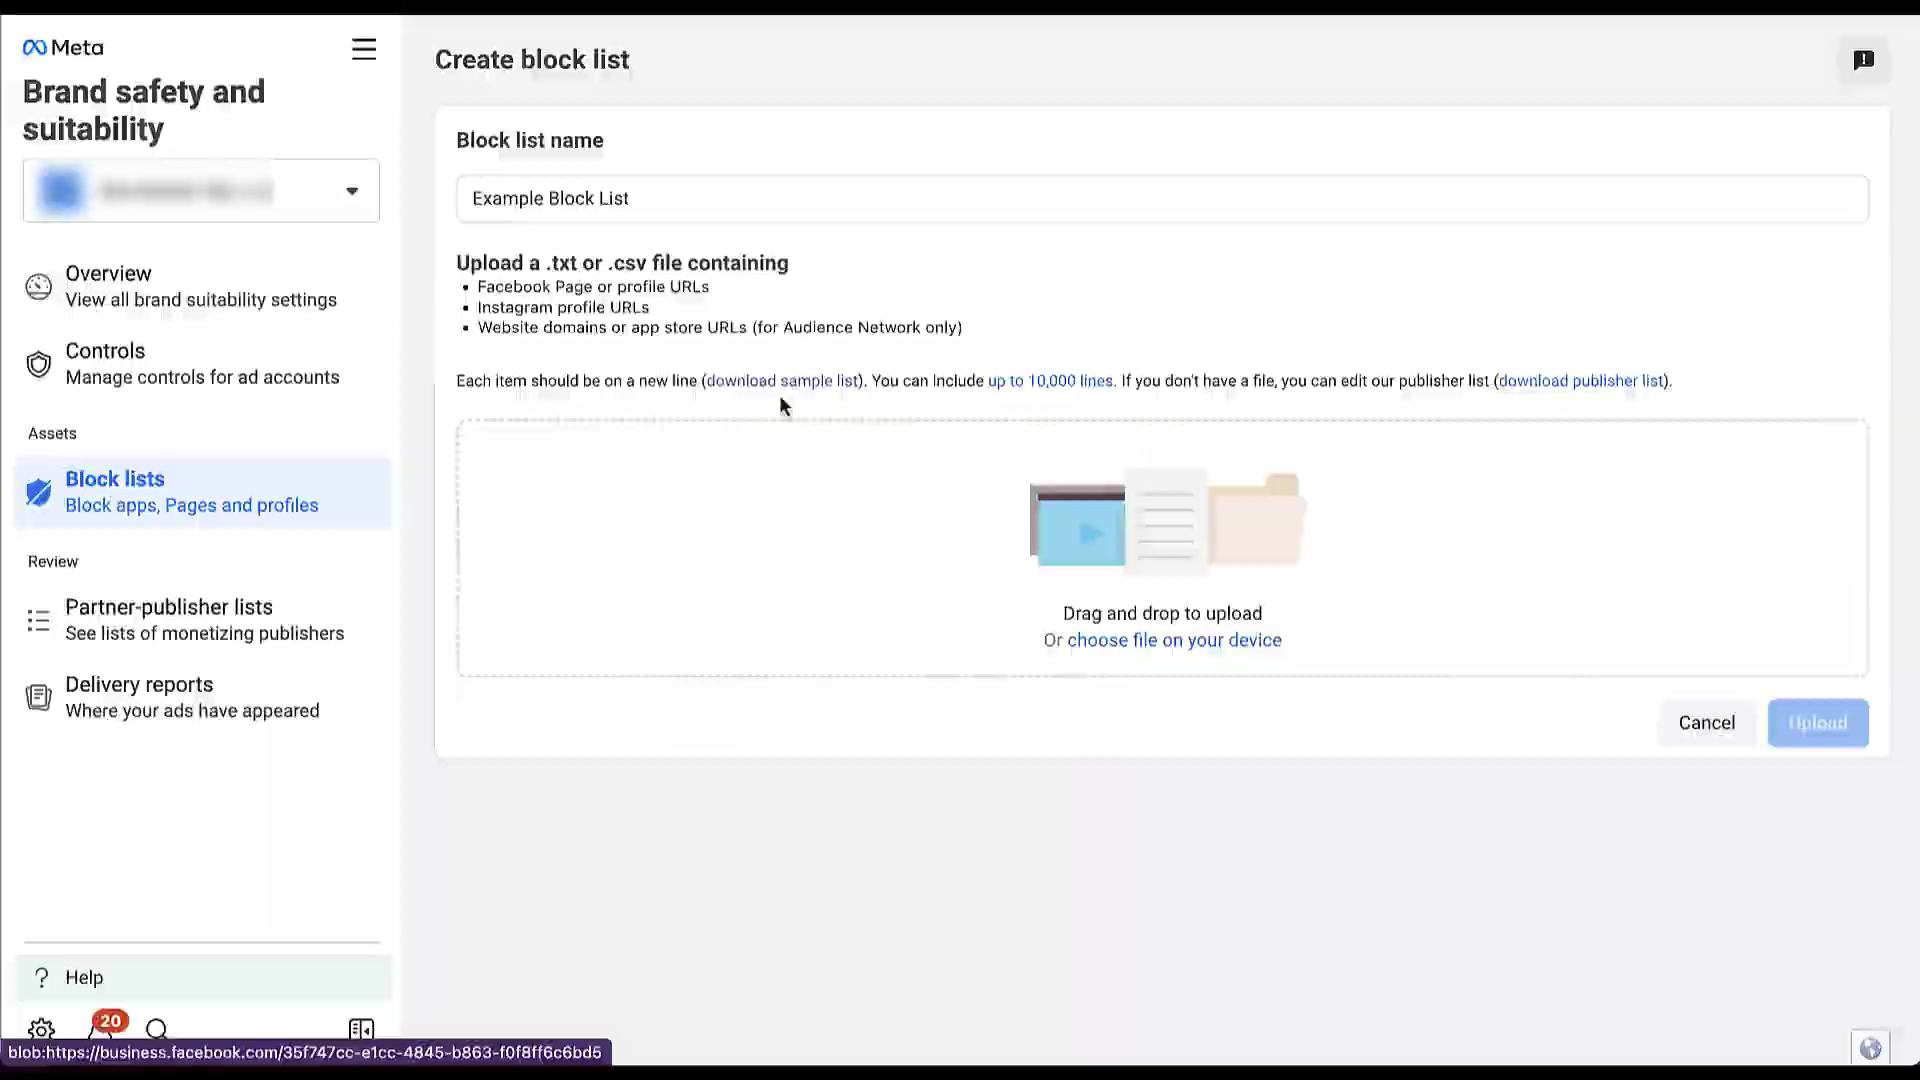 Meta
Brand safety and
suitability
Overview
View all brand suitability settings
Controls
Manage controls for ad accounts
Assets
Block lists
Block apps, Pages and profiles
Review
Partner-publisher lists
See lists of monetizing publishers
Delivery reports
Where your ads have appeared
? Help
20
blob:https://business.facebook.com/35f747cc-e1cc-4845-b863-f0f8ff6c6bd5
Create block list
Block list name
Example Block List
Upload a .txt or .csv file containing
• Facebook Page or profile URLs
• Instagram profile URLs
• Website domains or app store URLs (for Audience Network only)
Each item should be on a new line (download sample list). You can include up to 10,000 lines. If you don't have a file, you can edit our publisher list (download publisher list).
Drag and drop to upload
Or choose file on your device
Cancel
Upload